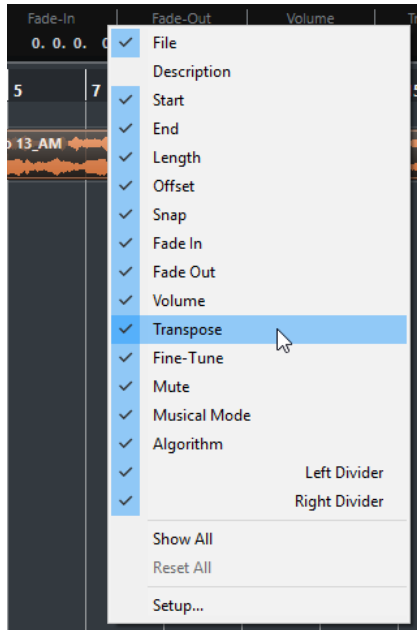 Fade-In Fade-Out Volume
0. 0. 0.
5 7
13_AM
File
Description
Start
End
Length
Offset
Snap
Fade In
Fade Out
Volume
Transpose
Fine-Tune
Mute
Musical Mode
Algorithm
Left Divider
Right Divider
Show All
Reset All
Setup...